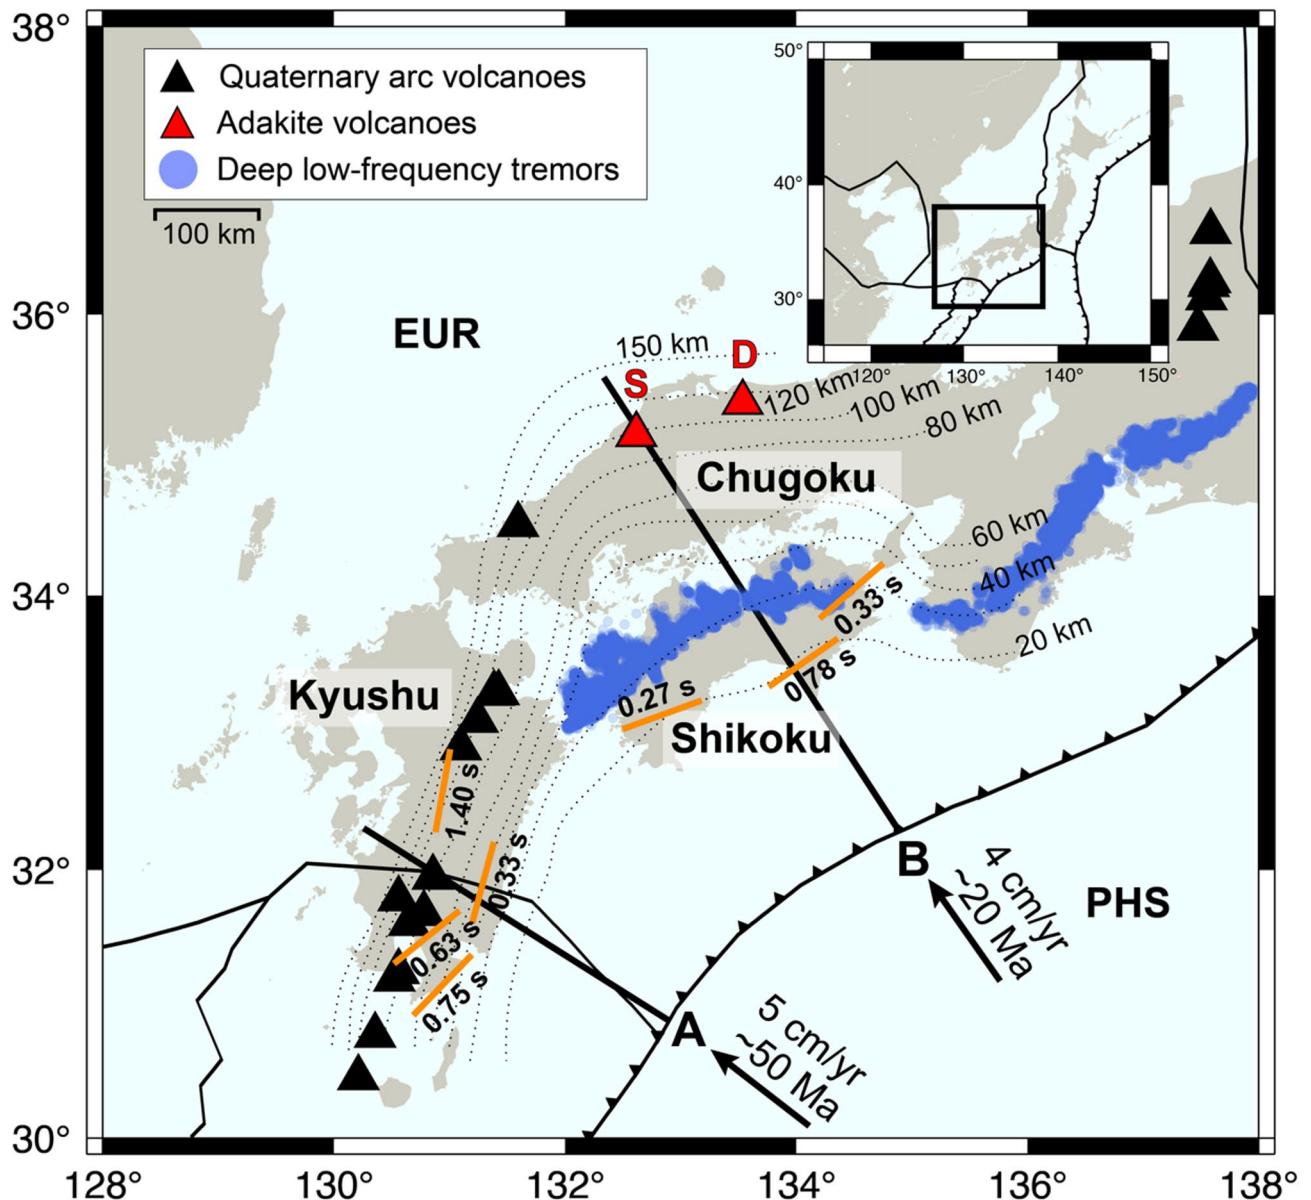 38°
36°
34°
32°
30°
128°
130°
132°
134°
136°
138°
Quaternary arc volcanoes
Adakite volcanoes
Deep low-frequency tremors
100 km
50°
40°
30°
120°
130°
140°
150°
EUR
150 km
S
D
120 km
100 km
80 km
Chugoku
60 km
40 km
20 km
0.33 s
0.78 s
0.27 s
Shikoku
Kyushu
1.40 s
0.33 s
0.63 s
0.75 s
B
4 cm/yr
~20 Ma
PHS
A
5 cm/yr
~50 Ma